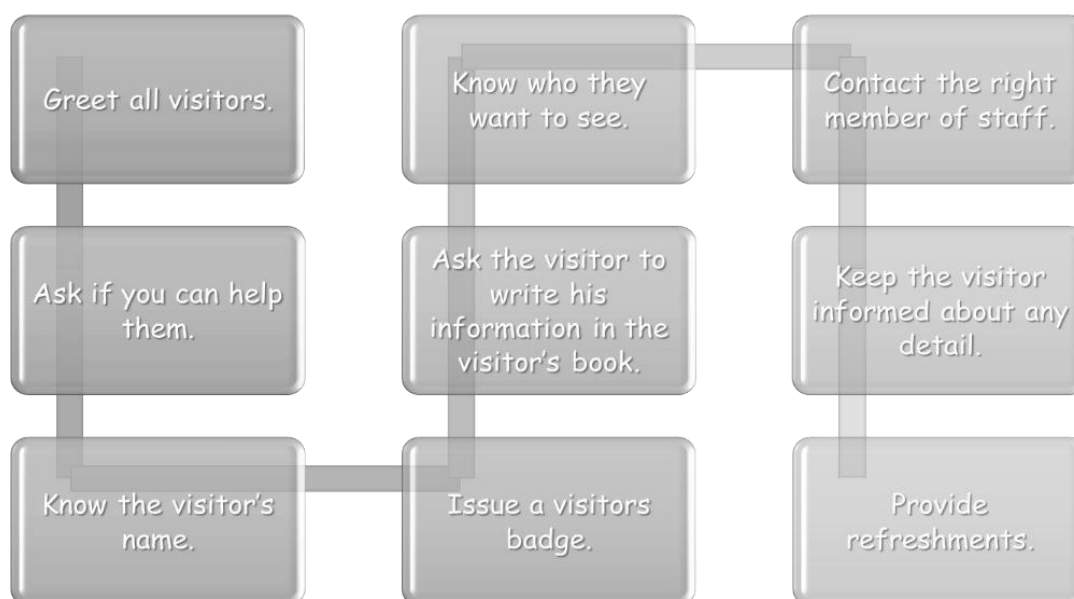 Greet all visitors.
Ask if you can help
them.
Know the visitor's
name.
Issue a visitors
badge.
Ask the visitor to
write his
information in the
visitor's book.
Know who they
want to see.
Contact the right
member of staff.
Keep the visitor
informed about any
detail.
Provide
refreshments.